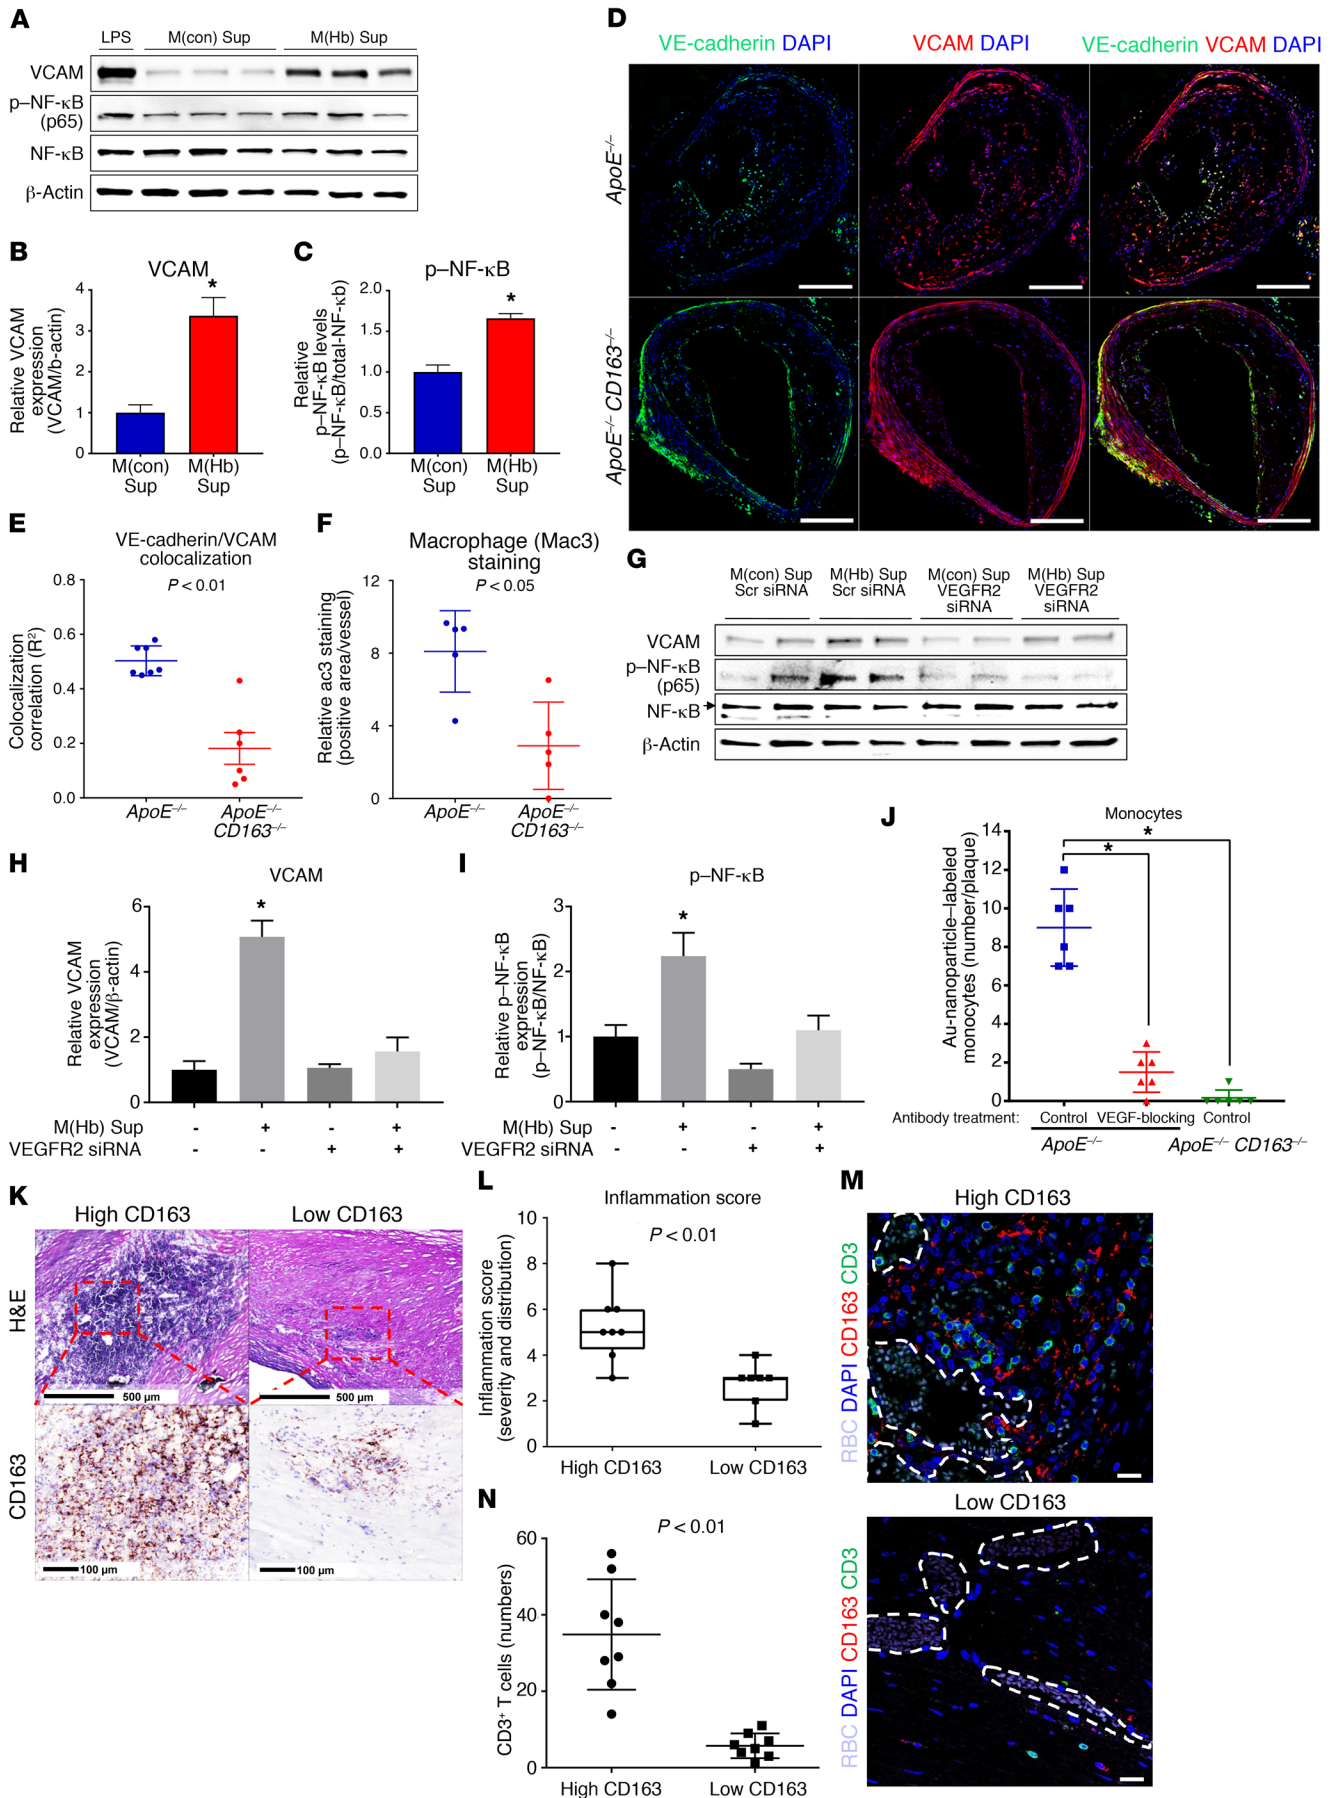 A
LPS M(con) Sup M(Hb) Sup
VCAM
p–NF-κB
(p65)
NF-κB
β-Actin
B
VCAM
*
Relative VCAM
expression
(VCAM/b-actin)
4
3
2
1
0
M(con)
Sup
M(Hb)
Sup
C
p–NF-κB
*
Relative
p–NF-κB levels
(p–NF-κB/total-NF-κb)
2.0
1.5
1.0
0.5
0.0
M(con)
Sup
M(Hb)
Sup
D
VE-cadherin DAPI
VCAM DAPI
VE-cadherin VCAM DAPI
ApoE–/–
ApoE–/– CD163–/–
E
VE-cadherin/VCAM
colocalization
P < 0.01
Colocalization
correlation (R2)
0.8
0.6
0.4
0.2
0.0
ApoE–/–
ApoE–/–
CD163–/–
F
Macrophage (Mac3)
staining
P < 0.05
Relative ac3 staining
(positive area/vessel)
12
8
4
0
ApoE–/–
ApoE–/–
CD163–/–
G
M(con) Sup
Scr siRNA
M(Hb) Sup
Scr siRNA
M(con) Sup
VEGFR2
siRNA
M(Hb) Sup
VEGFR2
siRNA
VCAM
p–NF-κB
(p65)
NF-κB
β-Actin
H
VCAM
*
Relative VCAM
expression
(VCAM/β-actin)
6
4
2
0
M(Hb) Sup - + - +
VEGFR2 siRNA - - + +
I
p–NF-κB
*
Relative p–NF-κB
expression
(p–NF-κB/NF-κB)
3
2
1
0
M(Hb) Sup - + - +
VEGFR2 siRNA - - + +
J
Monocytes
*
*
Au-nanoparticle–labeled
monocytes (number/plaque)
14
12
10
8
6
4
2
0
Antibody treatment: Control VEGF-blocking Control
ApoE–/– ApoE–/– CD163–/–
K
High CD163 Low CD163
H&E
500 µm
500 µm
CD163
100 µm
100 µm
L
Inflammation score
P < 0.01
Inflammation score
(severity and distribution)
10
8
6
4
2
0
High CD163 Low CD163
M
High CD163
RBC DAPI CD163 CD3
Low CD163
RBC DAPI CD163 CD3
N
P < 0.01
CD3+ T cells (numbers)
60
40
20
0
High CD163 Low CD163